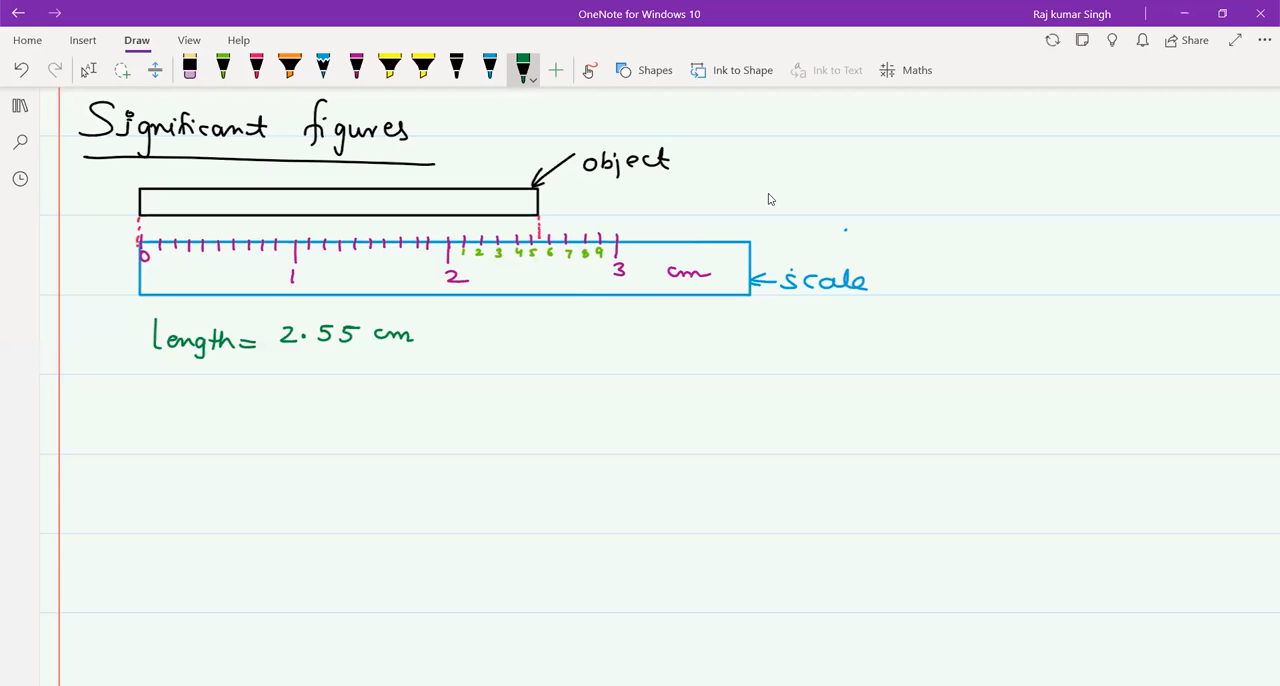 OneNote for Windows 10
Raj kumar Singh
Home Insert Draw View Help
Share
Shapes Ink to Shape Ink to Text Maths
Significant figures
object
0 1 2 3 4 5 6 7 8 9
1 2 3 cm
scale
length = 2.55 cm